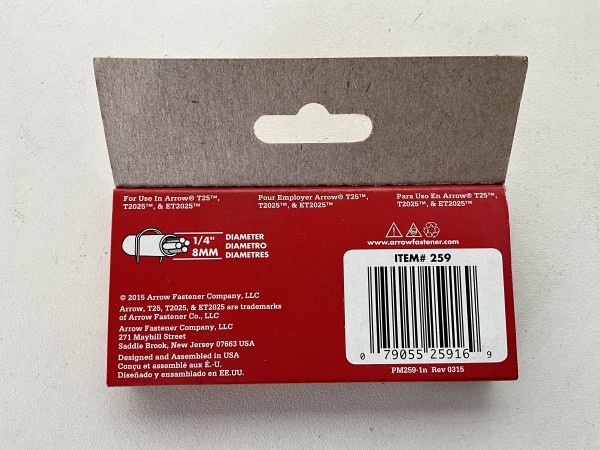 For Use In Arrow® T25™,
T2025™, & ET2025™
Pour Employer Arrow® T25™,
T2025™, & ET2025™
Para Uso En Arrow® T25™,
T2025™, & ET2025™
1/4"
8MM
DIAMETER
DIAMETRO
DIAMETRES
www.arrowfastener.com
ITEM# 259
0 79055 25916 9
PM259-1n Rev 0315
© 2015 Arrow Fastener Company, LLC
Arrow, T25, T2025, & ET2025 are trademarks
of Arrow Fastener Co., LLC
Arrow Fastener Company, LLC
271 Mayhill Street
Saddle Brook, New Jersey 07663 USA
Designed and Assembled in USA
Conçu et assemblé aux É.-U.
Diseñado y ensamblado en EE.UU.